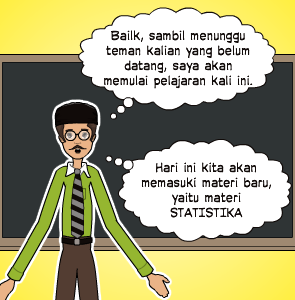 Bailk, sambil menunggu
teman kalian yang belum
datang, saya akan
memulai pelajaran kali ini.
Hari ini kita akan
memasuki materi baru,
yaitu materi
STATISTIKA